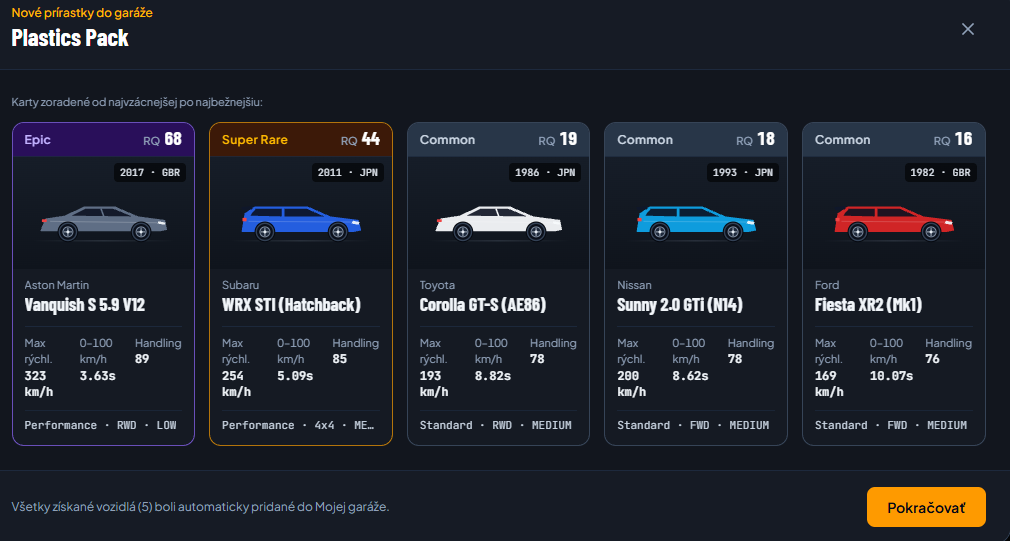 Nové prírastky do garáže
Plastics Pack
Karty zoradené od najvzácnejšej po najbežnejšiu:
Epic RQ 68
2017 · GBR
Aston Martin
Vanquish S 5.9 V12
Max rýchl. 323 km/h
0–100 km/h 3.63s
Handling 89
Performance · RWD · LOW
Super Rare RQ 44
2011 · JPN
Subaru
WRX STI (Hatchback)
Max rýchl. 254 km/h
0–100 km/h 5.09s
Handling 85
Performance · 4x4 · ME…
Common RQ 19
1986 · JPN
Toyota
Corolla GT-S (AE86)
Max rýchl. 193 km/h
0–100 km/h 8.82s
Handling 78
Standard · RWD · MEDIUM
Common RQ 18
1993 · JPN
Nissan
Sunny 2.0 GTi (N14)
Max rýchl. 200 km/h
0–100 km/h 8.62s
Handling 78
Standard · FWD · MEDIUM
Common RQ 16
1982 · GBR
Ford
Fiesta XR2 (Mk1)
Max rýchl. 169 km/h
0–100 km/h 10.07s
Handling 76
Standard · FWD · MEDIUM
Všetky získané vozidlá (5) boli automaticky pridané do Mojej garáže.
Pokračovať